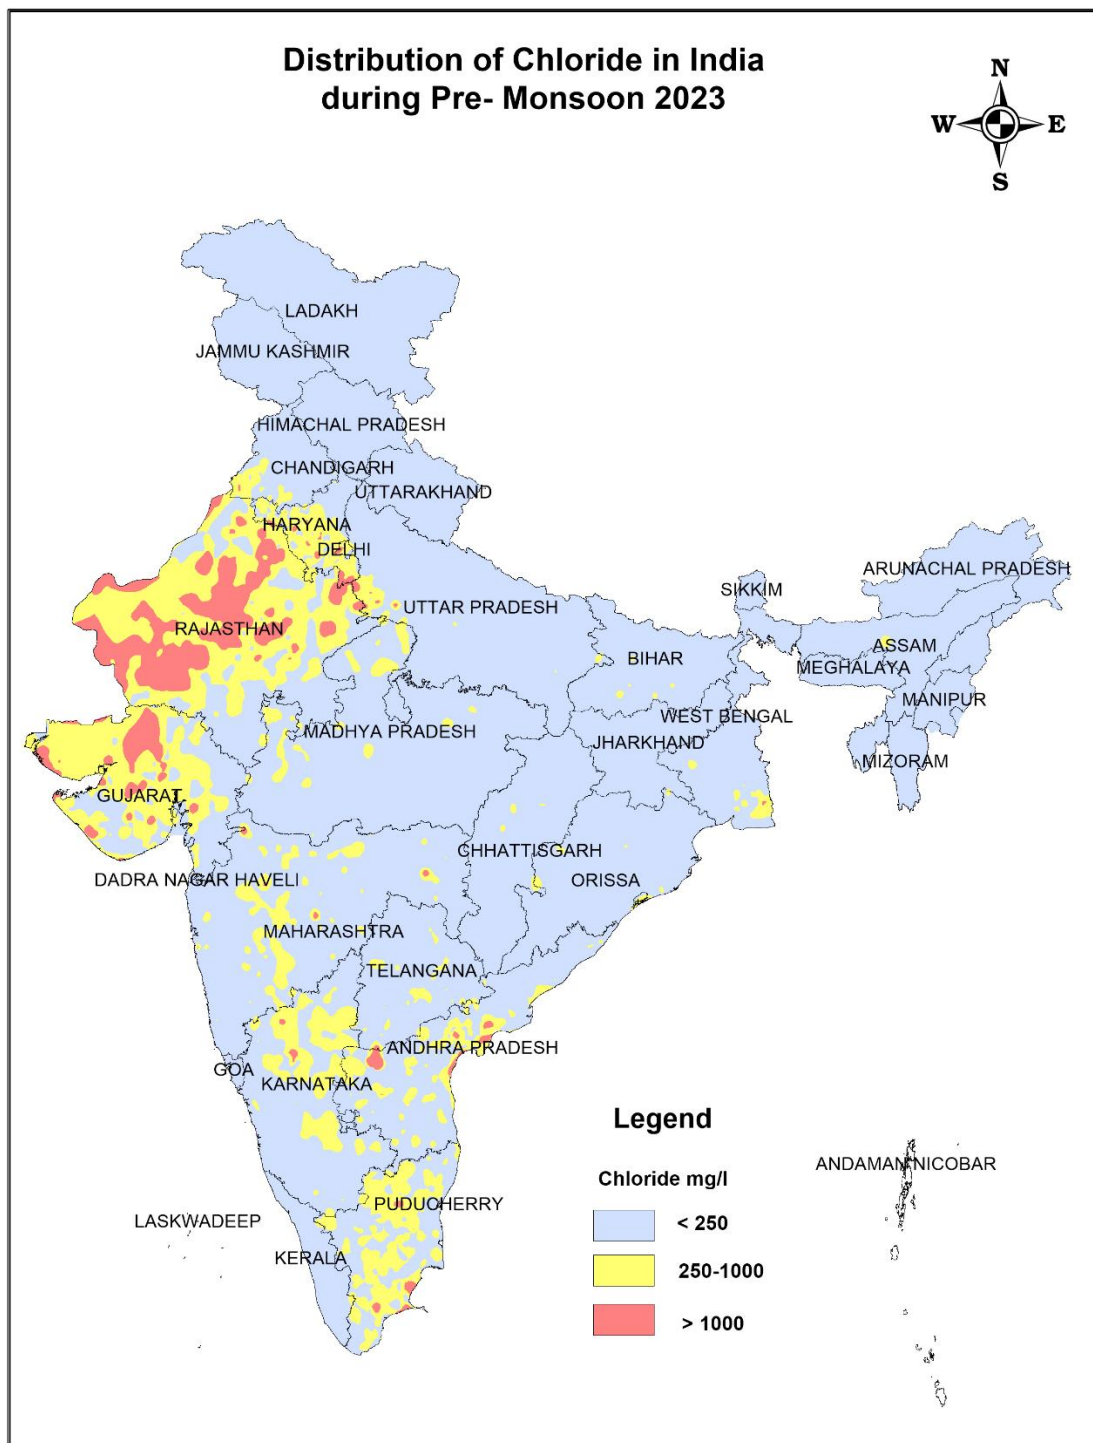 Distribution of Chloride in India
during Pre- Monsoon 2023
N
W
E
S
LADAKH
JAMMU KASHMIR
HIMACHAL PRADESH
CHANDIGARH
UTTARAKHAND
HARYANA
DELHI
ARUNACHAL PRADESH
SIKKIM
UTTAR PRADESH
RAJASTHAN
ASSAM
BIHAR
MEGHALAYA
MANIPUR
WEST BENGAL
MADHYA PRADESH
JHARKHAND
MIZORAM
GUJARAT
CHHATTISGARH
DADRA NAGAR HAVELI
ORISSA
MAHARASHTRA
TELANGANA
ANDHRA PRADESH
GOA
KARNATAKA
Legend
ANDAMAN NICOBAR
Chloride mg/l
PUDUCHERRY
LASKWADEEP
< 250
KERALA
250-1000
> 1000